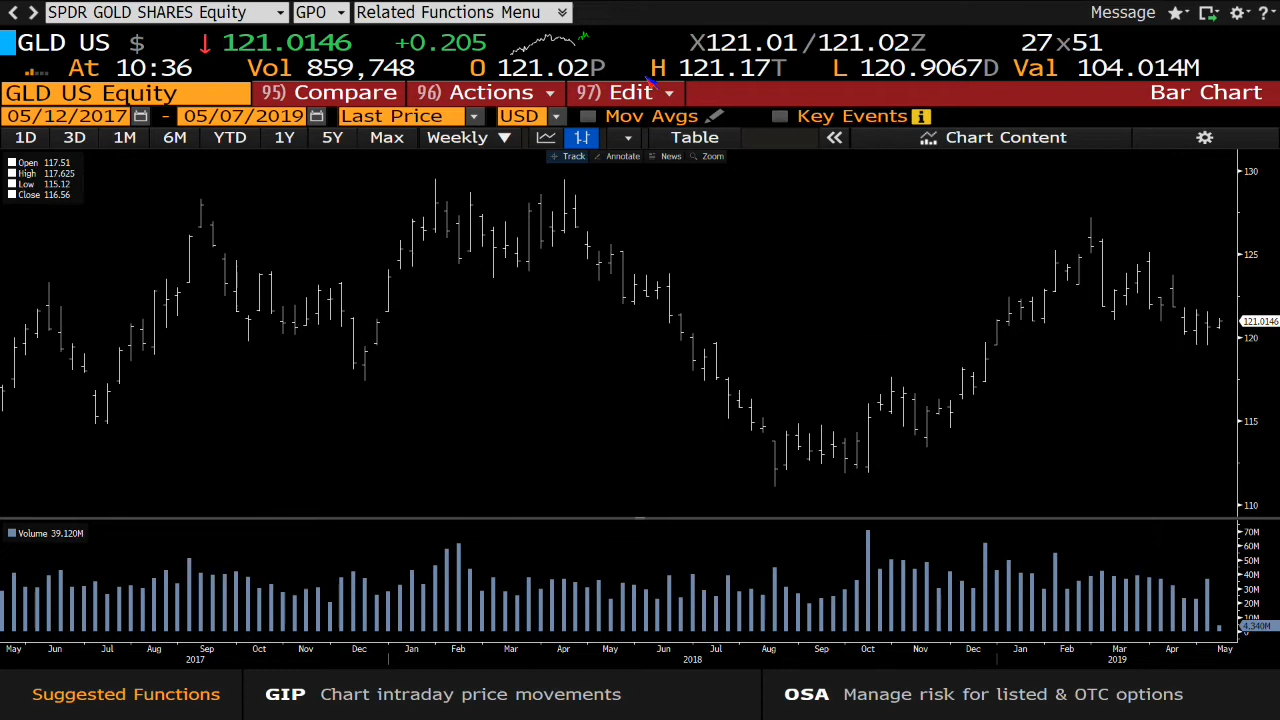 SPDR GOLD SHARES Equity GPO Related Functions Menu Message ?
GLD US $ ↓ 121.0146 +0.205 X121.01 /121.02Z 27x51
At 10:36 Vol 859,748 O 121.02P H 121.17T L 120.9067D Val 104.014M
GLD US Equity 95) Compare 96) Actions 97) Edit Bar Chart
05/12/2017 - 05/07/2019 Last Price USD Mov Avgs Key Events i
1D 3D 1M 6M YTD 1Y 5Y Max Weekly ▼ Table « Chart Content
Track Annotate News Zoom
Open 117.51
High 117.625
Low 115.12
Close 116.56
130
125
121.0146
120
115
110
Volume 39.120M
70M
60M
50M
40M
30M
20M
10M
4.340M
0
May Jun Jul Aug Sep Oct Nov Dec Jan Feb Mar Apr May Jun Jul Aug Sep Oct Nov Dec Jan Feb Mar Apr May
2017 2018 2019
Suggested Functions GIP Chart intraday price movements OSA Manage risk for listed & OTC options